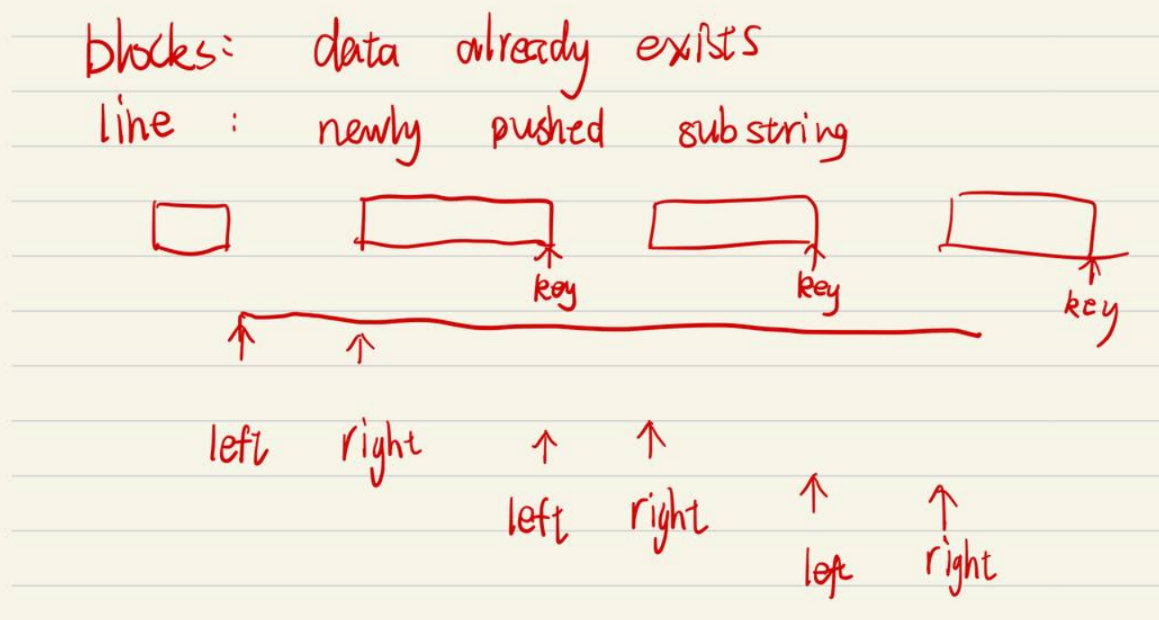 blocks: data already exists
line : newly pushed substring
key key key
left right
left right
left right